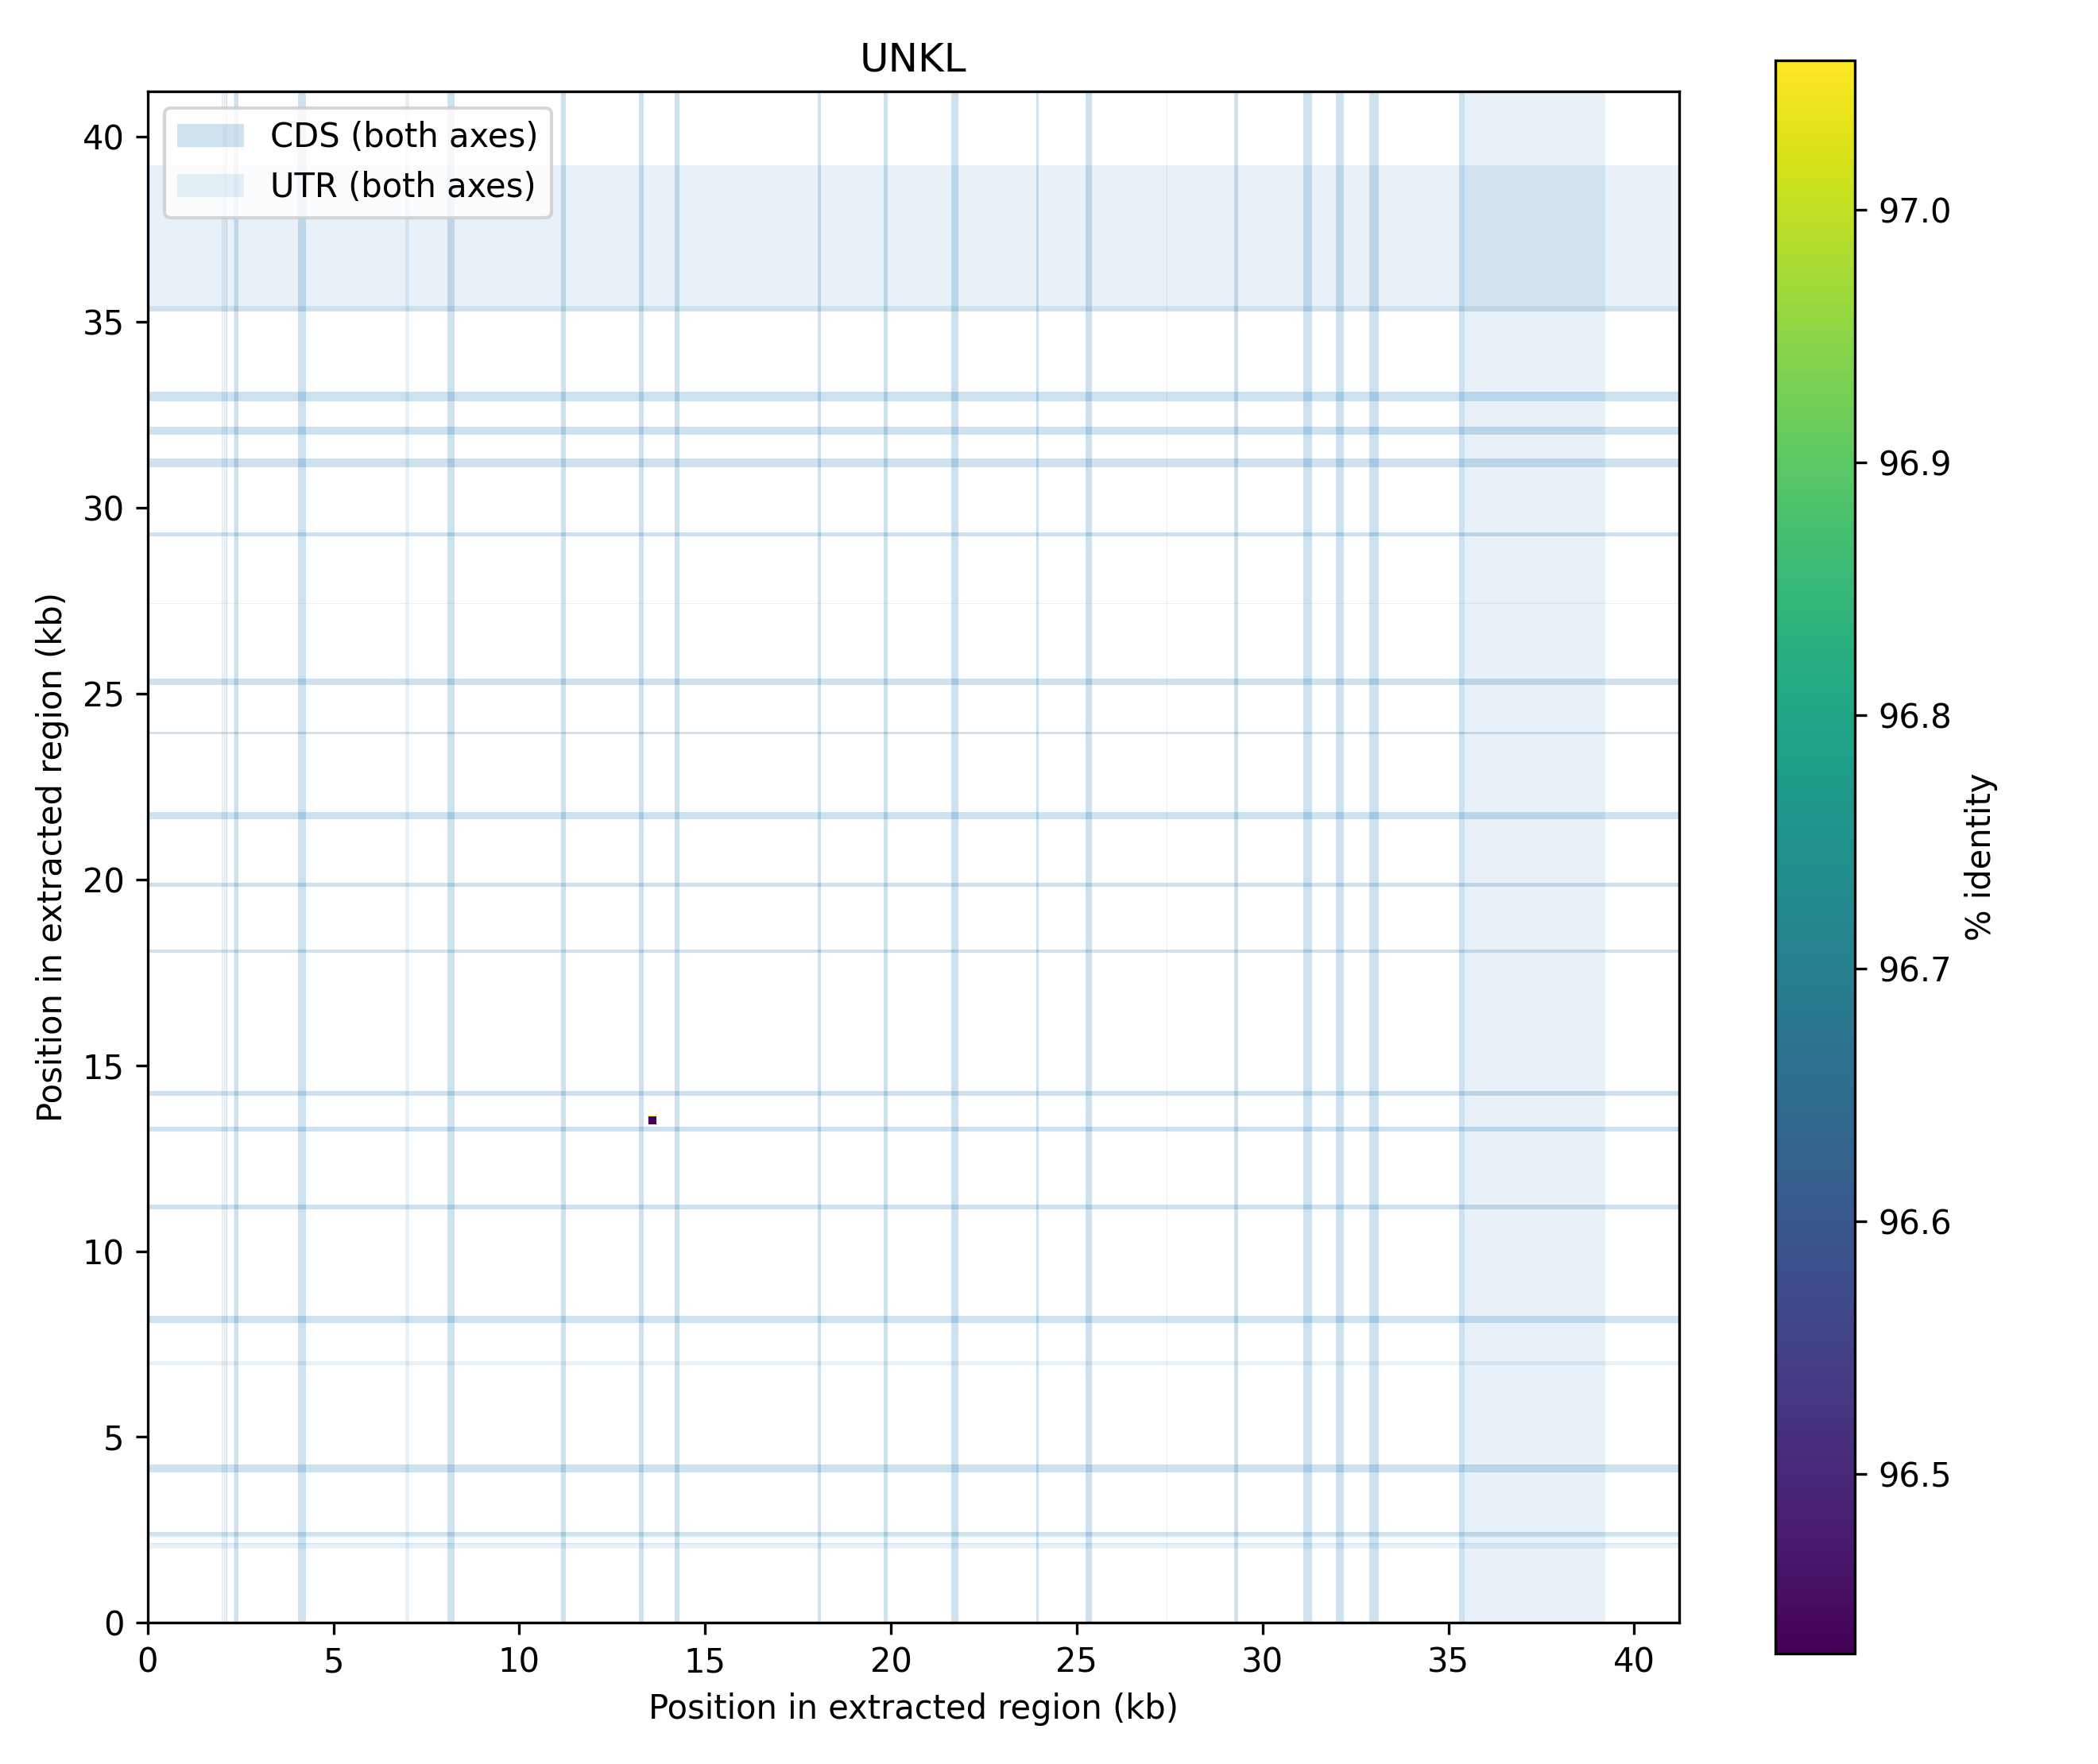 UNKL
CDS (both axes)
UTR (both axes)
Position in extracted region (kb)
40
35
30
25
20
15
10
5
0
0 5 10 15 20 25 30 35 40
Position in extracted region (kb)
97.0
96.9
96.8
96.7
96.6
96.5
% identity